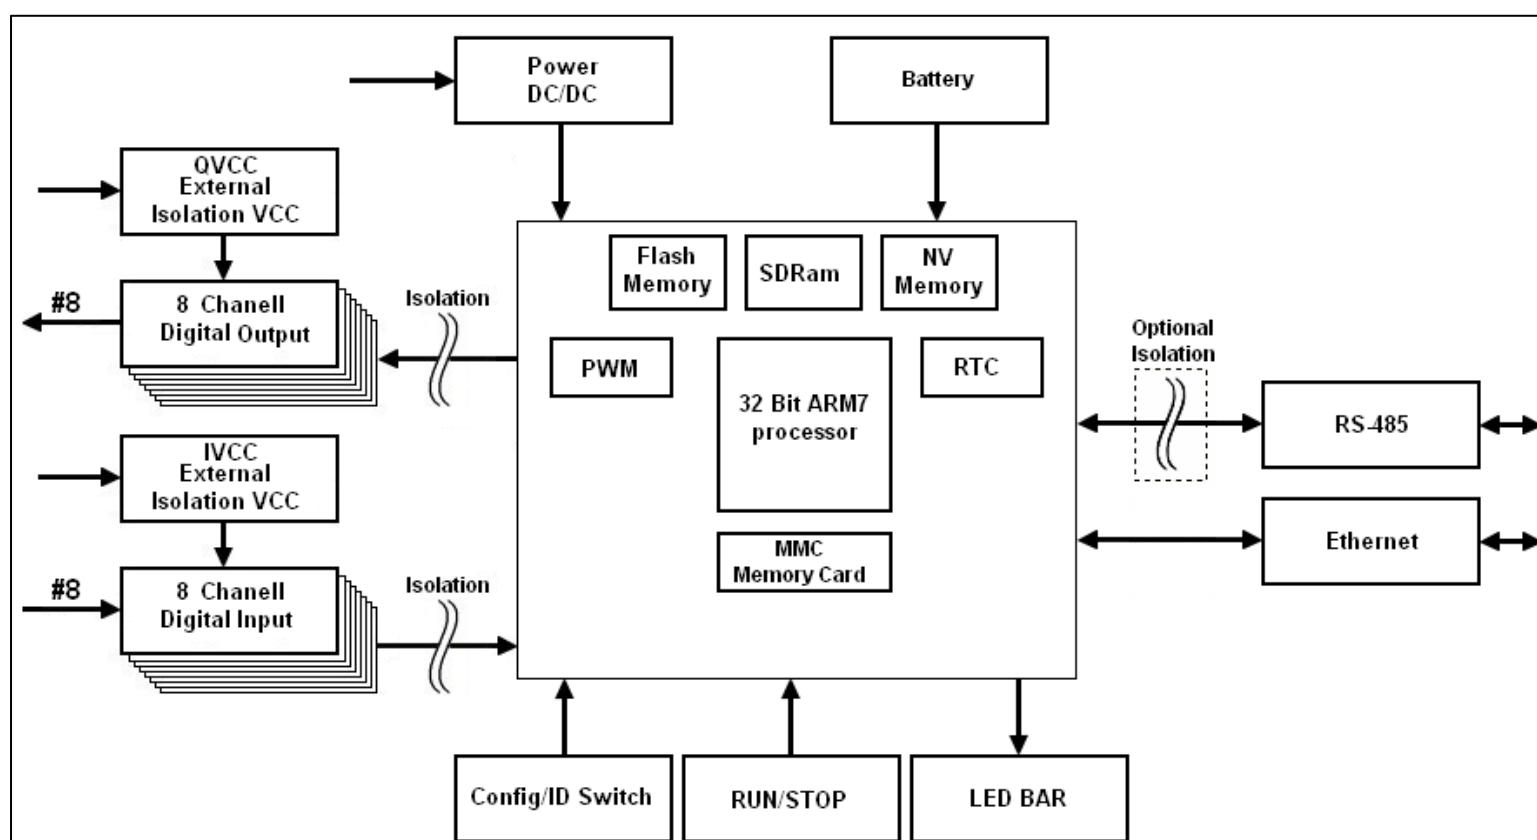 Power
DC/DC
Battery
QVCC
External
Isolation VCC
#8
8 Chanell
Digital Output
Isolation
Flash
Memory
SDRam
NV
Memory
PWM
32 Bit ARM7
processor
RTC
MMC
Memory Card
Optional
Isolation
RS-485
Ethernet
IVCC
External
Isolation VCC
#8
8 Chanell
Digital Input
Isolation
Config/ID Switch
RUN/STOP
LED BAR